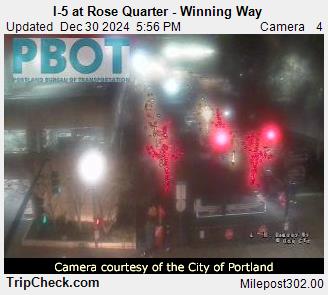 I-5 at Rose Quarter - Winning Way
Updated Dec 30 2024 5:56 PM Camera 4
PBOT
PORTLAND BUREAU OF TRANSPORTATION
Camera courtesy of the City of Portland
TripCheck.com Milepost302.00